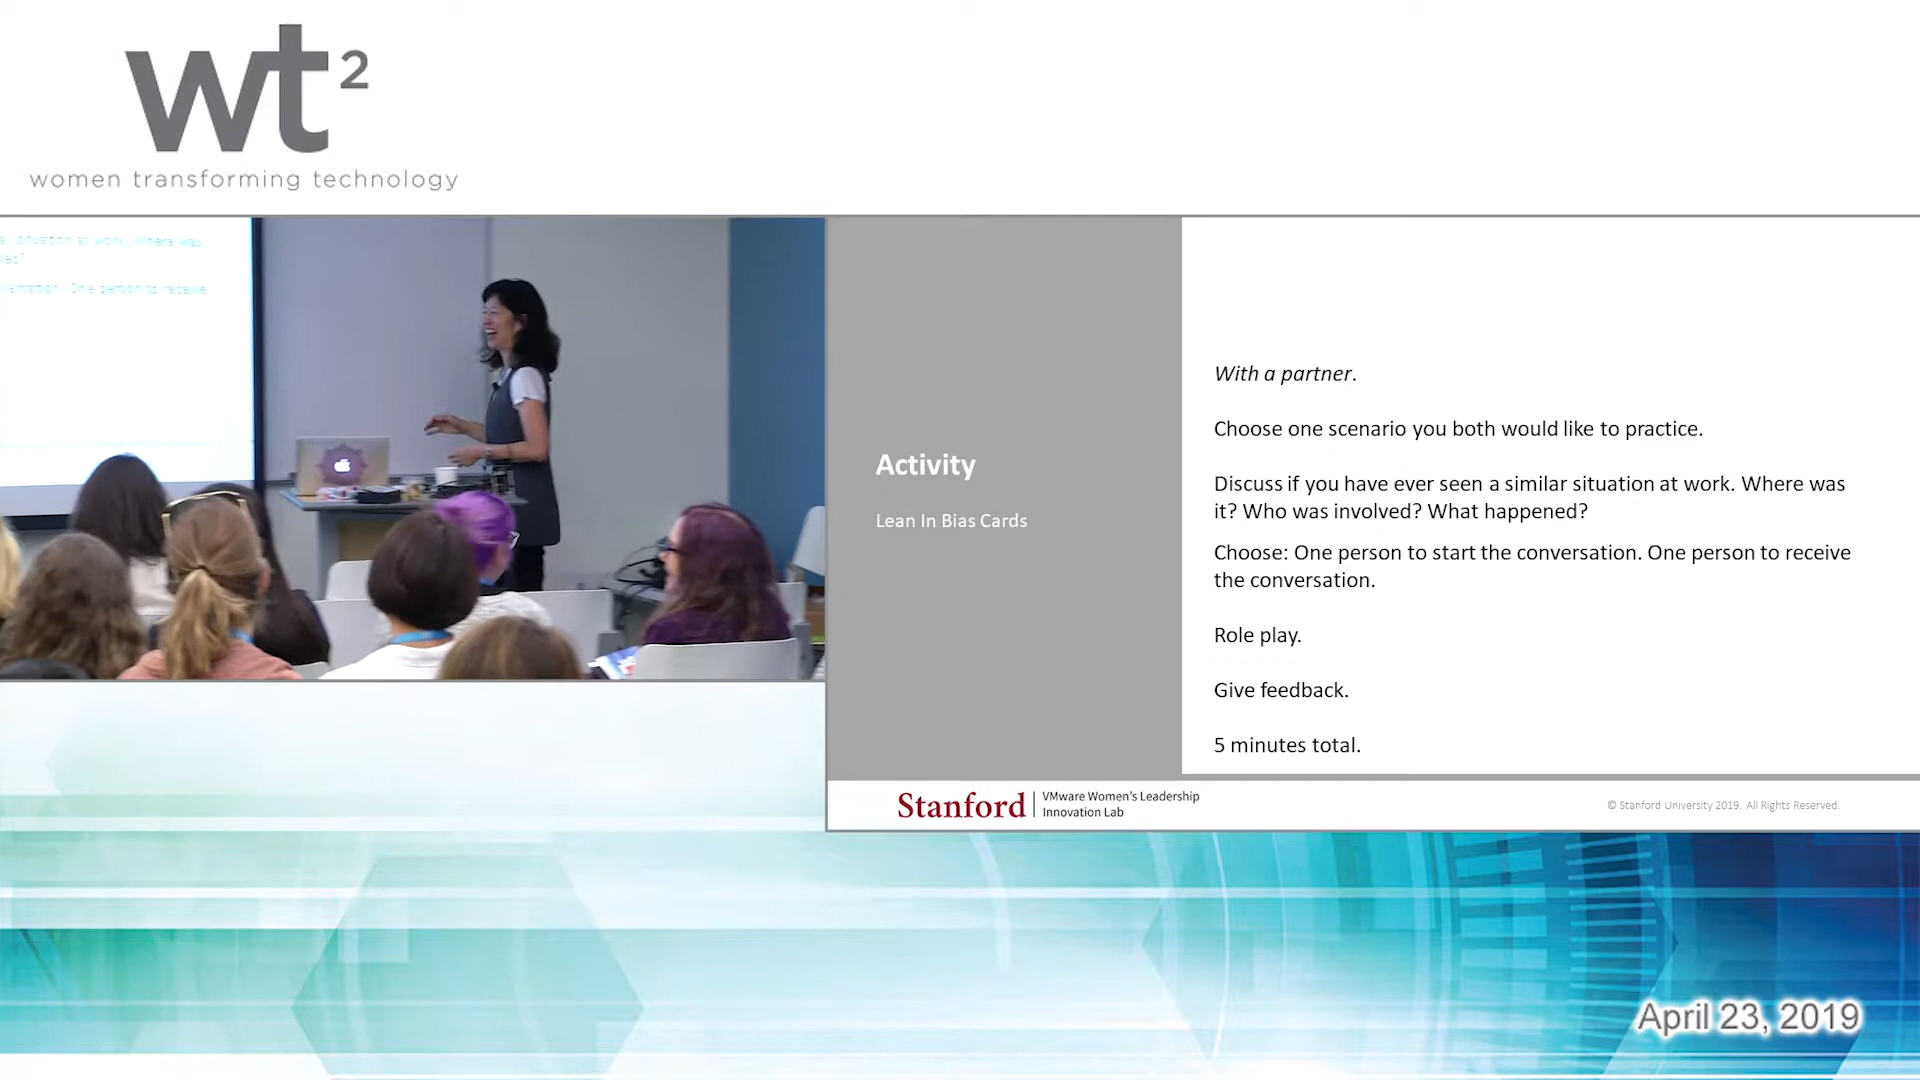 wt²
women transforming technology
With a partner.
Choose one scenario you both would like to practice.
Activity
Lean In Bias Cards
Discuss if you have ever seen a similar situation at work. Where was
it? Who was involved? What happened?
Choose: One person to start the conversation. One person to receive
the conversation.
Role play.
Give feedback.
5 minutes total.
Stanford
VMware Women's Leadership
Innovation Lab
© Stanford University 2019. All Rights Reserved.
April 23, 2019